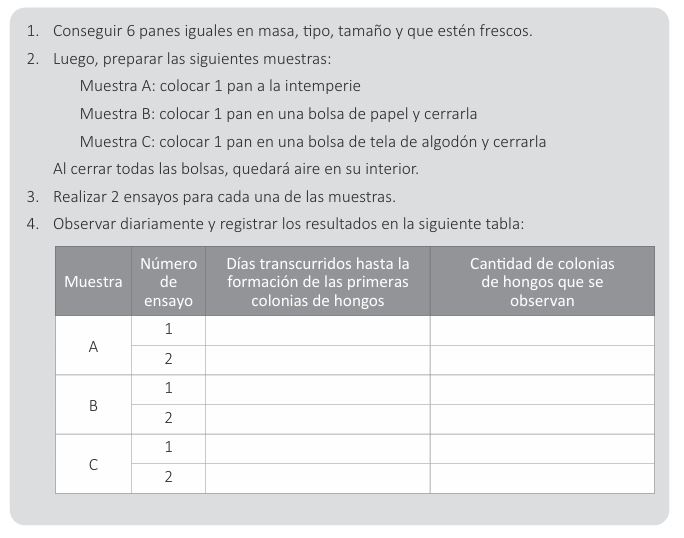 1. Conseguir 6 panes iguales en masa, tipo, tamaño y que estén frescos.
2. Luego, preparar las siguientes muestras:
Muestra A: colocar 1 pan a la intemperie
Muestra B: colocar 1 pan en una bolsa de papel y cerrarla
Muestra C: colocar 1 pan en una bolsa de tela de algodón y cerrarla
Al cerrar todas las bolsas, quedará aire en su interior.
3. Realizar 2 ensayos para cada una de las muestras.
4. Observar diariamente y registrar los resultados en la siguiente tabla:
Muestra
Número
de
ensayo
Días transcurridos hasta la
formación de las primeras
colonias de hongos
Cantidad de colonias
de hongos que se
observan
A
1
2
B
1
2
C
1
2